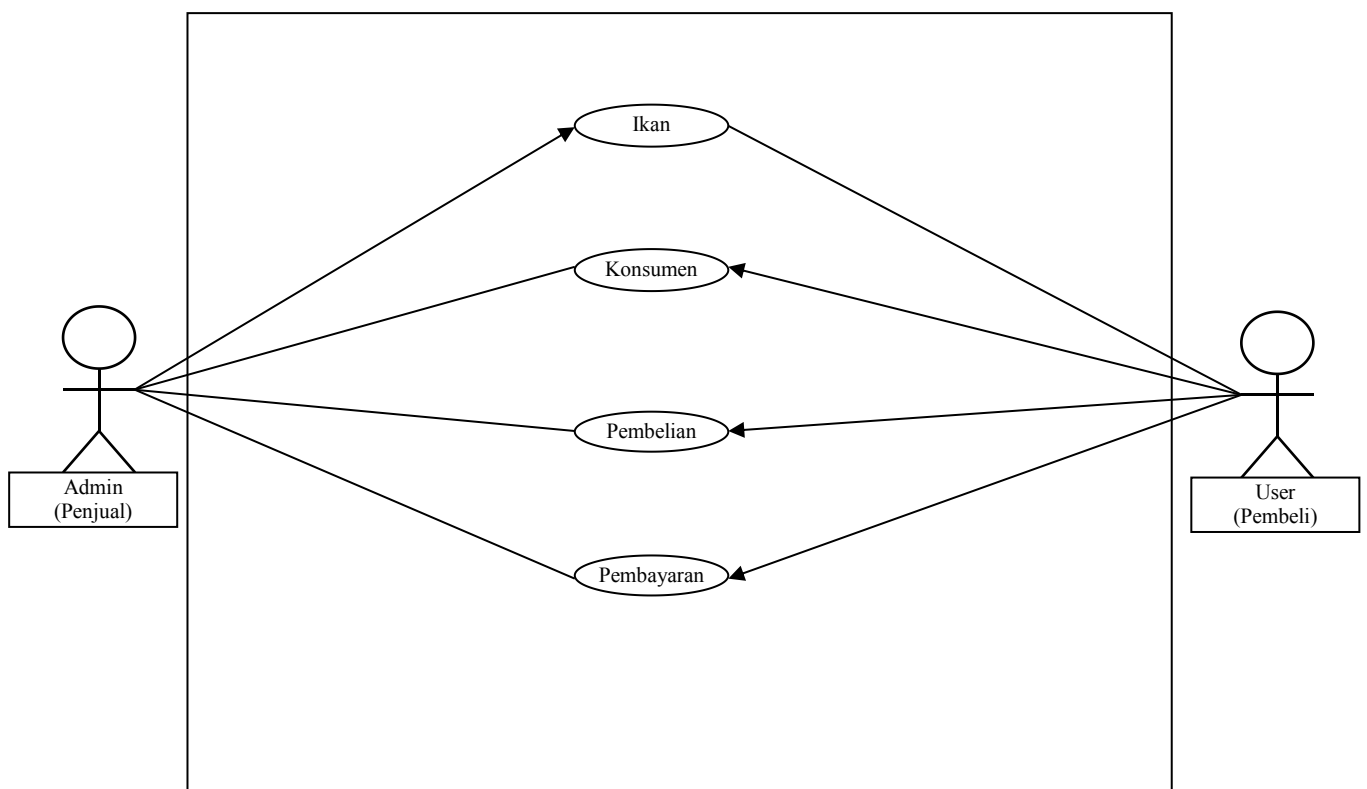 Ikan
Konsumen
Pembelian
Pembayaran
Admin
(Penjual)
User
(Pembeli)